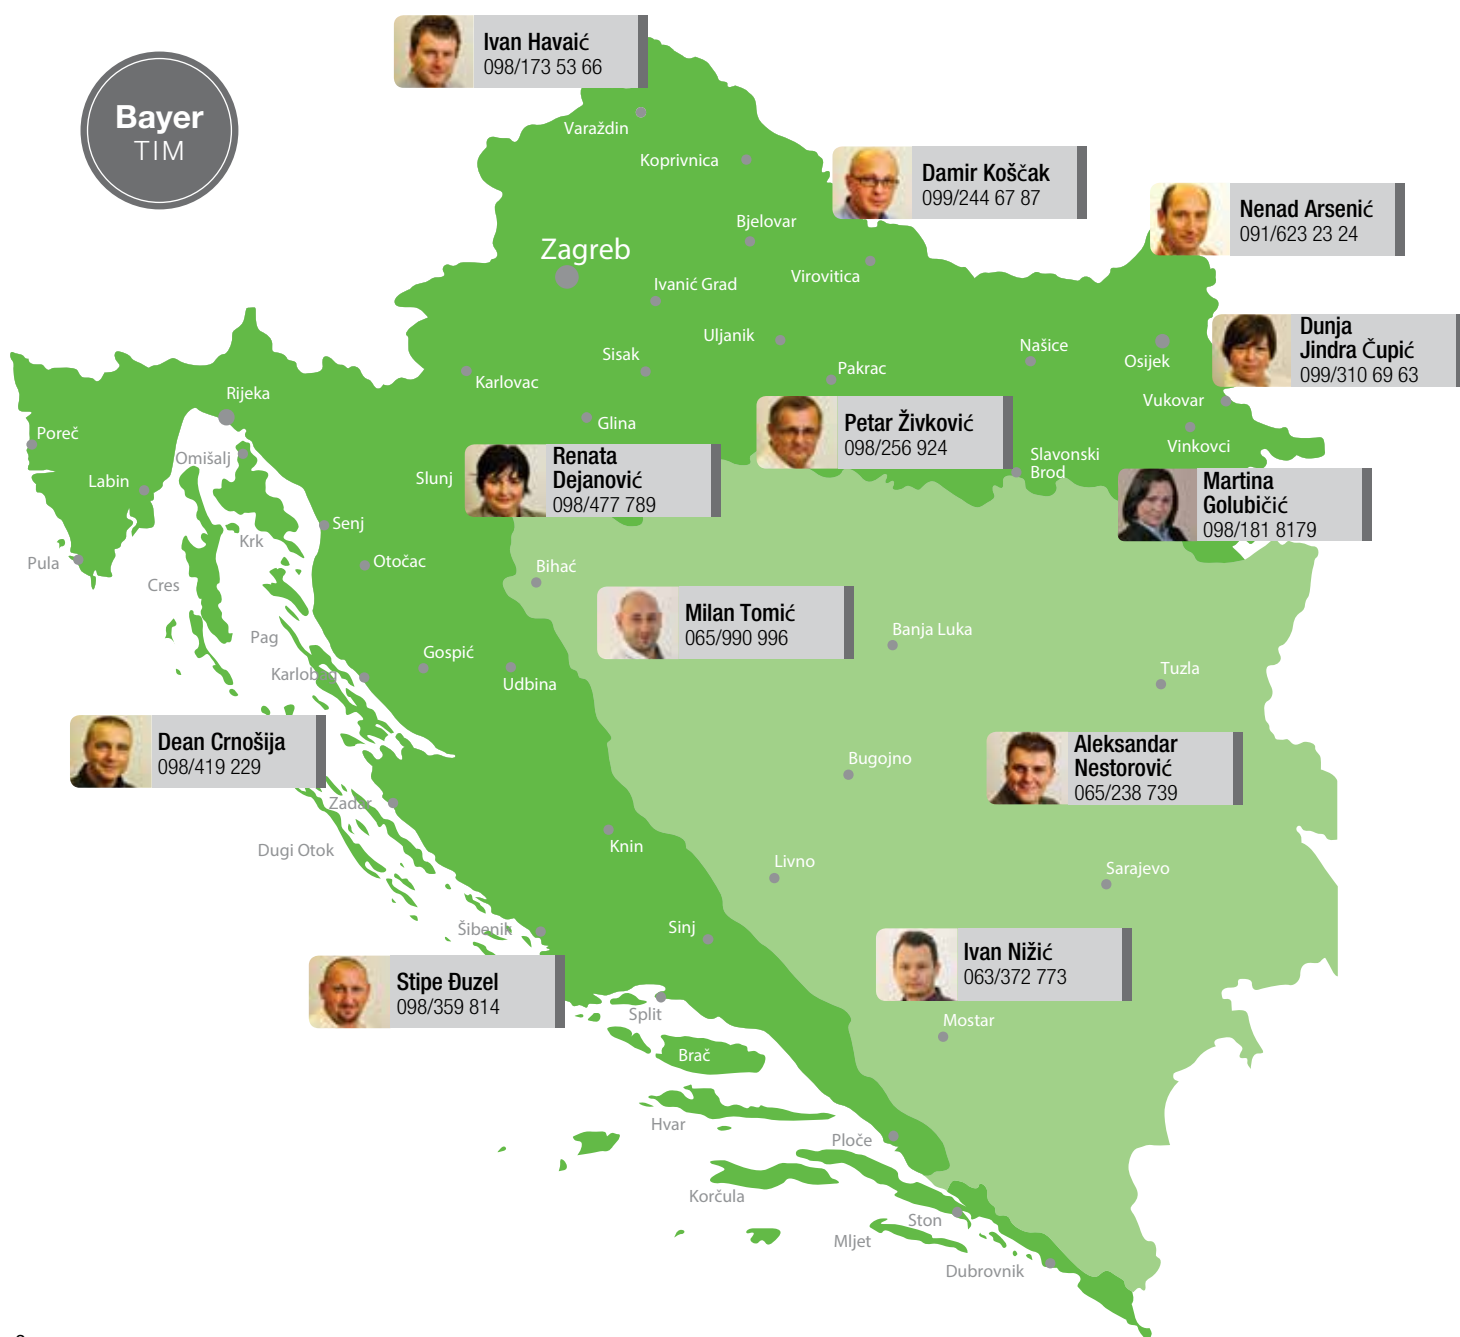 Ivan Havaić
098/173 53 66
Bayer
TIM
Varaždin
Koprivnica
Damir Koščak
099/244 67 87
Nenad Arsenić
091/623 23 24
Bjelovar
Zagreb
Virovitica
Ivanić Grad
Uljanik
Dunja
Jindra Čupić
099/310 69 63
Našice
Osijek
Sisak
Pakrac
Karlovac
Rijeka
Vukovar
Glina
Petar Živković
098/256 924
Poreč
Vinkovci
Omišalj
Slavonski
Brod
Renata
Dejanović
098/477 789
Labin
Slunj
Martina
Golubičić
098/181 8179
Senj
Krk
Pula
Otočac
Bihać
Cres
Milan Tomić
065/990 996
Banja Luka
Pag
Gospić
Karlobag
Udbina
Tuzla
Dean Crnošija
098/419 229
Aleksandar
Nestorović
065/238 739
Bugojno
Zadar
Dugi Otok
Knin
Livno
Sarajevo
Šibenik
Sinj
Ivan Nižić
063/372 773
Stipe Đuzel
098/359 814
Split
Mostar
Brač
Hvar
Ploče
Korčula
Ston
Mljet
Dubrovnik